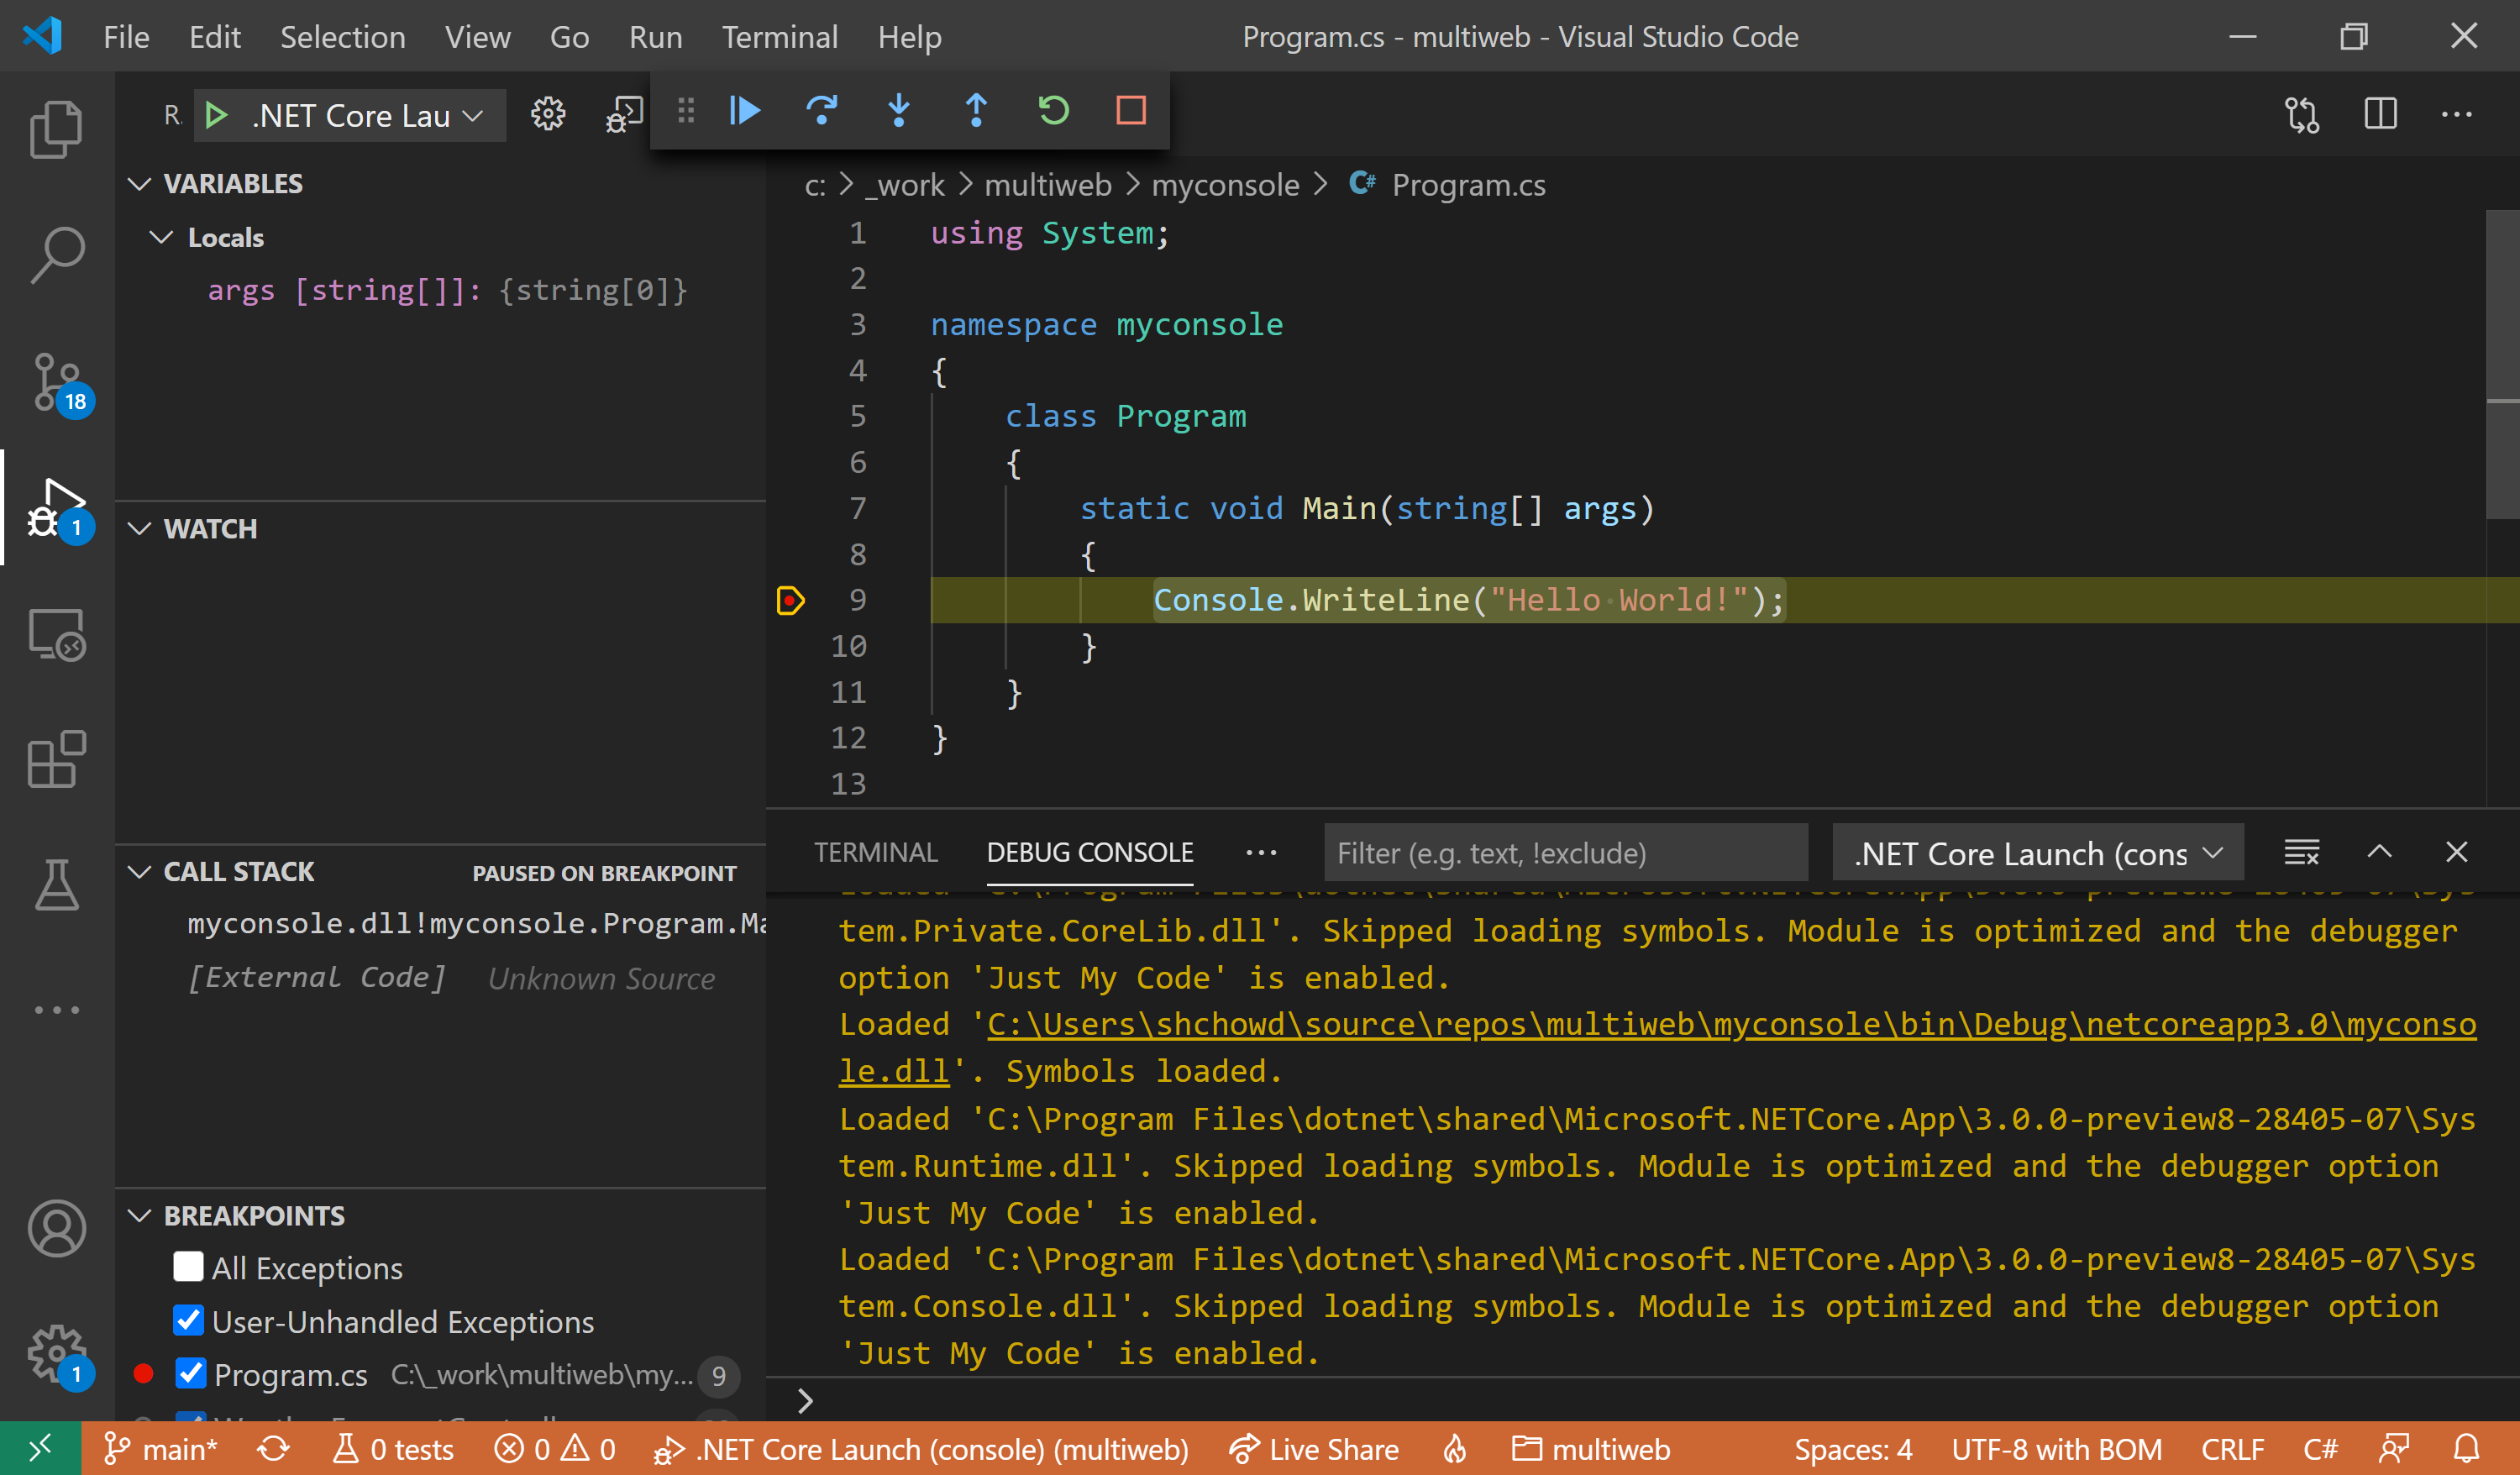 File Edit Selection View Go Run Terminal Help
Program.cs - multiweb - Visual Studio Code
.NET Core Lau
VARIABLES
Locals
args [string[]]: {string[0]}
18
1
WATCH
CALL STACK PAUSED ON BREAKPOINT
myconsole.dll!myconsole.Program.Ma
[External Code] Unknown Source
BREAKPOINTS
All Exceptions
User-Unhandled Exceptions
Program.cs C:\_work\multiweb\my... 9
1
c: > _work > multiweb > myconsole > C# Program.cs
1 using System;
2
3 namespace myconsole
4 {
5 class Program
6 {
7 static void Main(string[] args)
8 {
9 Console.WriteLine("Hello·World!");
10 }
11 }
12 }
13
TERMINAL DEBUG CONSOLE ··· Filter (e.g. text, !exclude) .NET Core Launch (cons
tem.Private.CoreLib.dll'. Skipped loading symbols. Module is optimized and the debugger
option 'Just My Code' is enabled.
Loaded 'C:\Users\shchowd\source\repos\multiweb\myconsole\bin\Debug\netcoreapp3.0\myconso
le.dll'. Symbols loaded.
Loaded 'C:\Program Files\dotnet\shared\Microsoft.NETCore.App\3.0.0-preview8-28405-07\Sys
tem.Runtime.dll'. Skipped loading symbols. Module is optimized and the debugger option
'Just My Code' is enabled.
Loaded 'C:\Program Files\dotnet\shared\Microsoft.NETCore.App\3.0.0-preview8-28405-07\Sys
tem.Console.dll'. Skipped loading symbols. Module is optimized and the debugger option
'Just My Code' is enabled.
main* 0 tests 0 0 .NET Core Launch (console) (multiweb) Live Share multiweb Spaces: 4 UTF-8 with BOM CRLF C#